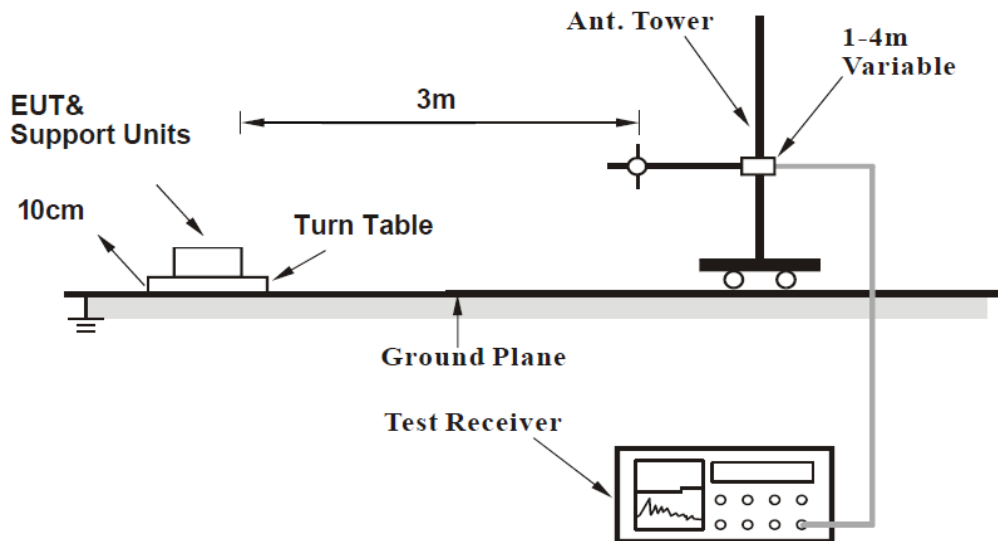 Ant. Tower
1-4m
Variable
3m
EUT&
Support Units
10cm
Turn Table
Ground Plane
Test Receiver